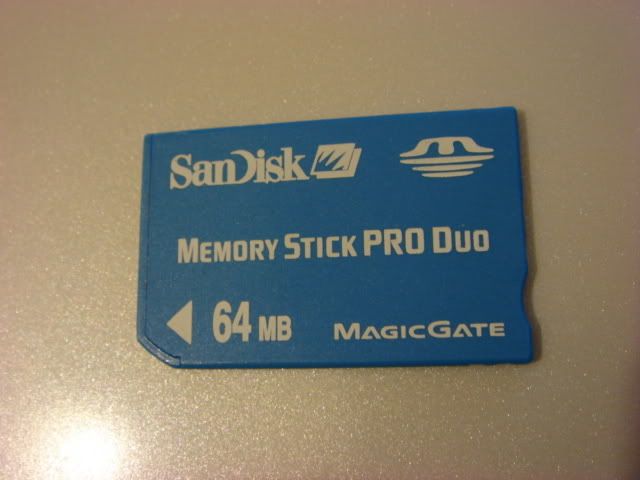 SanDisk
MEMORY STICK PRO DUO
64 MB MAGICGATE